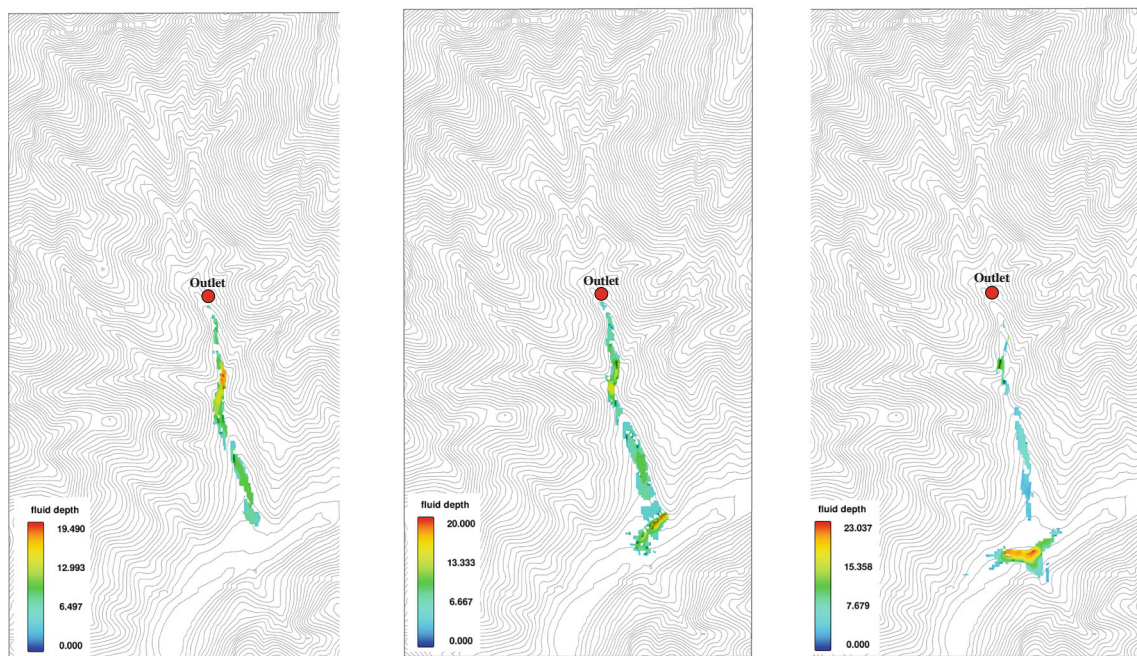 Outlet
fluid depth
19.490
12.993
6.497
0.000
Outlet
fluid depth
20.000
13.333
6.667
0.000
Outlet
fluid depth
23.037
15.358
7.679
0.000